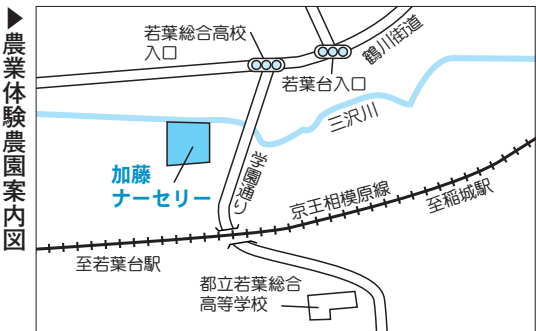 ▶農業体験農園案内図
若葉総合高校
入口
鶴川街道
若葉台入口
三沢川
加藤
ナーセリー
学園通り
京王相模原線
至稲城駅
至若葉台駅
都立若葉総合
高等学校